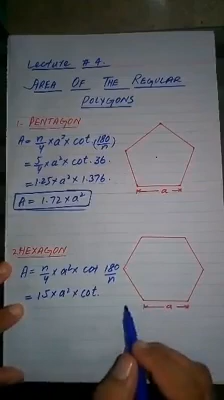 Lecture # 4.
AREA OF THE REGULAR
POLYGONS
1. PENTAGON
A = n/4 × a² × cot (180/n)
= 5/4 × a² × cot. 36.
= 1.25 × a² × 1.376.
A = 1.72 × a²
a
2. HEXAGON
A = n/4 × a² × cot 180/n
= 1.5 × a² × cot.
a